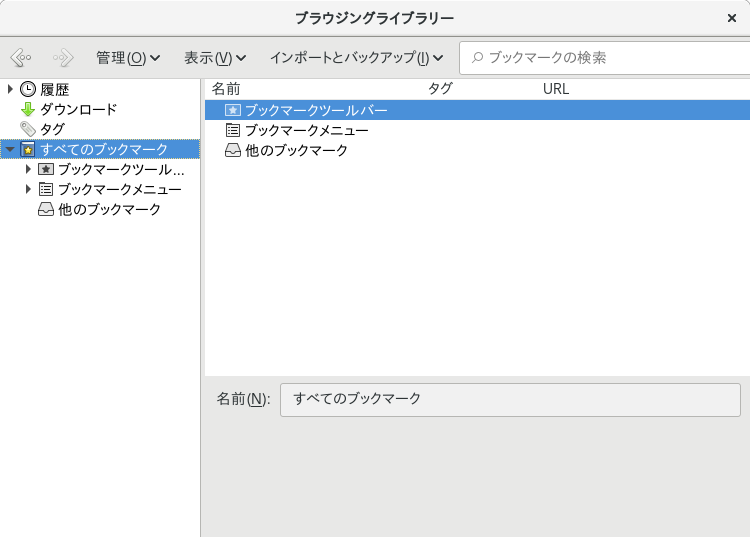 ブラウジングライブラリー
管理(O) 表示(V) インポートとバックアップ(I) ブックマークの検索
履歴
ダウンロード
タグ
すべてのブックマーク
ブックマークツール...
ブックマークメニュー
他のブックマーク
名前 タグ URL
ブックマークツールバー
ブックマークメニュー
他のブックマーク
名前(N): すべてのブックマーク